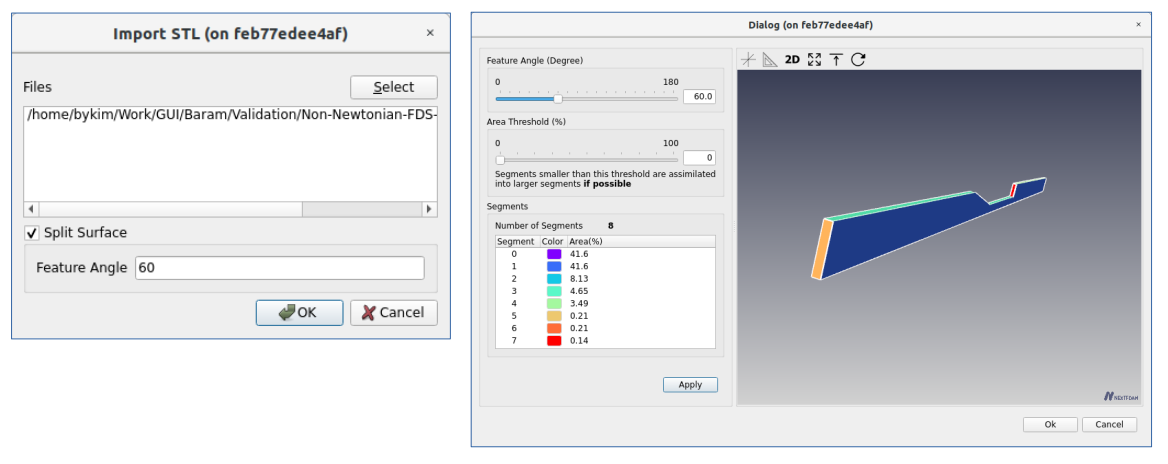 Import STL (on feb77edee4af)
×
Files
Select
/home/bykim/Work/GUI/Baram/Validation/Non-Newtonian-FDS-
Split Surface
Feature Angle 60
OK
Cancel
Dialog (on feb77edee4af)
×
Feature Angle (Degree)
0 180
60.0
Area Threshold (%)
0 100
0
Segments smaller than this threshold are assimilated
into larger segments if possible
Segments
Number of Segments 8
Segment Color Area(%)
0 41.6
1 41.6
2 8.13
3 4.65
4 3.49
5 0.21
6 0.21
7 0.14
Apply
2D
NEXTFOAM
Ok
Cancel